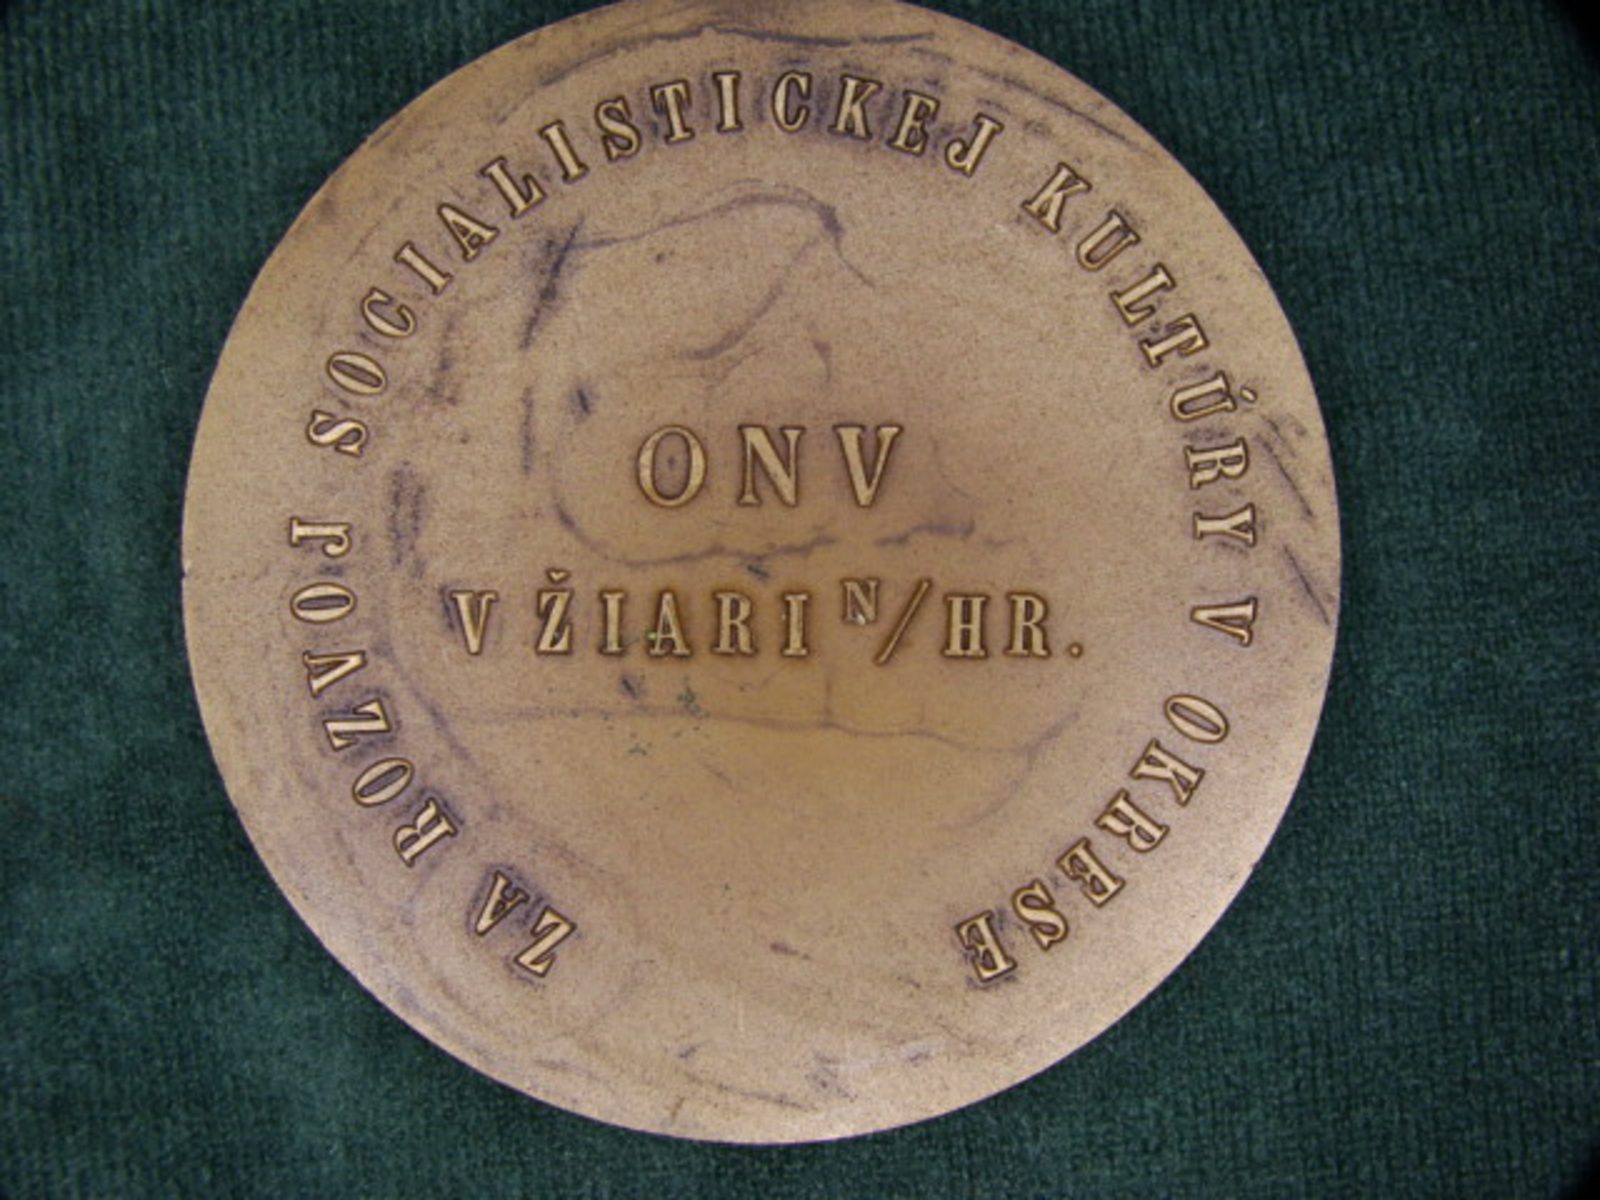 ZA ROZVOJ SOCIALISTICKEJ KULTÚRY V OKRESE
ONV
V ŽIARI N/HR.